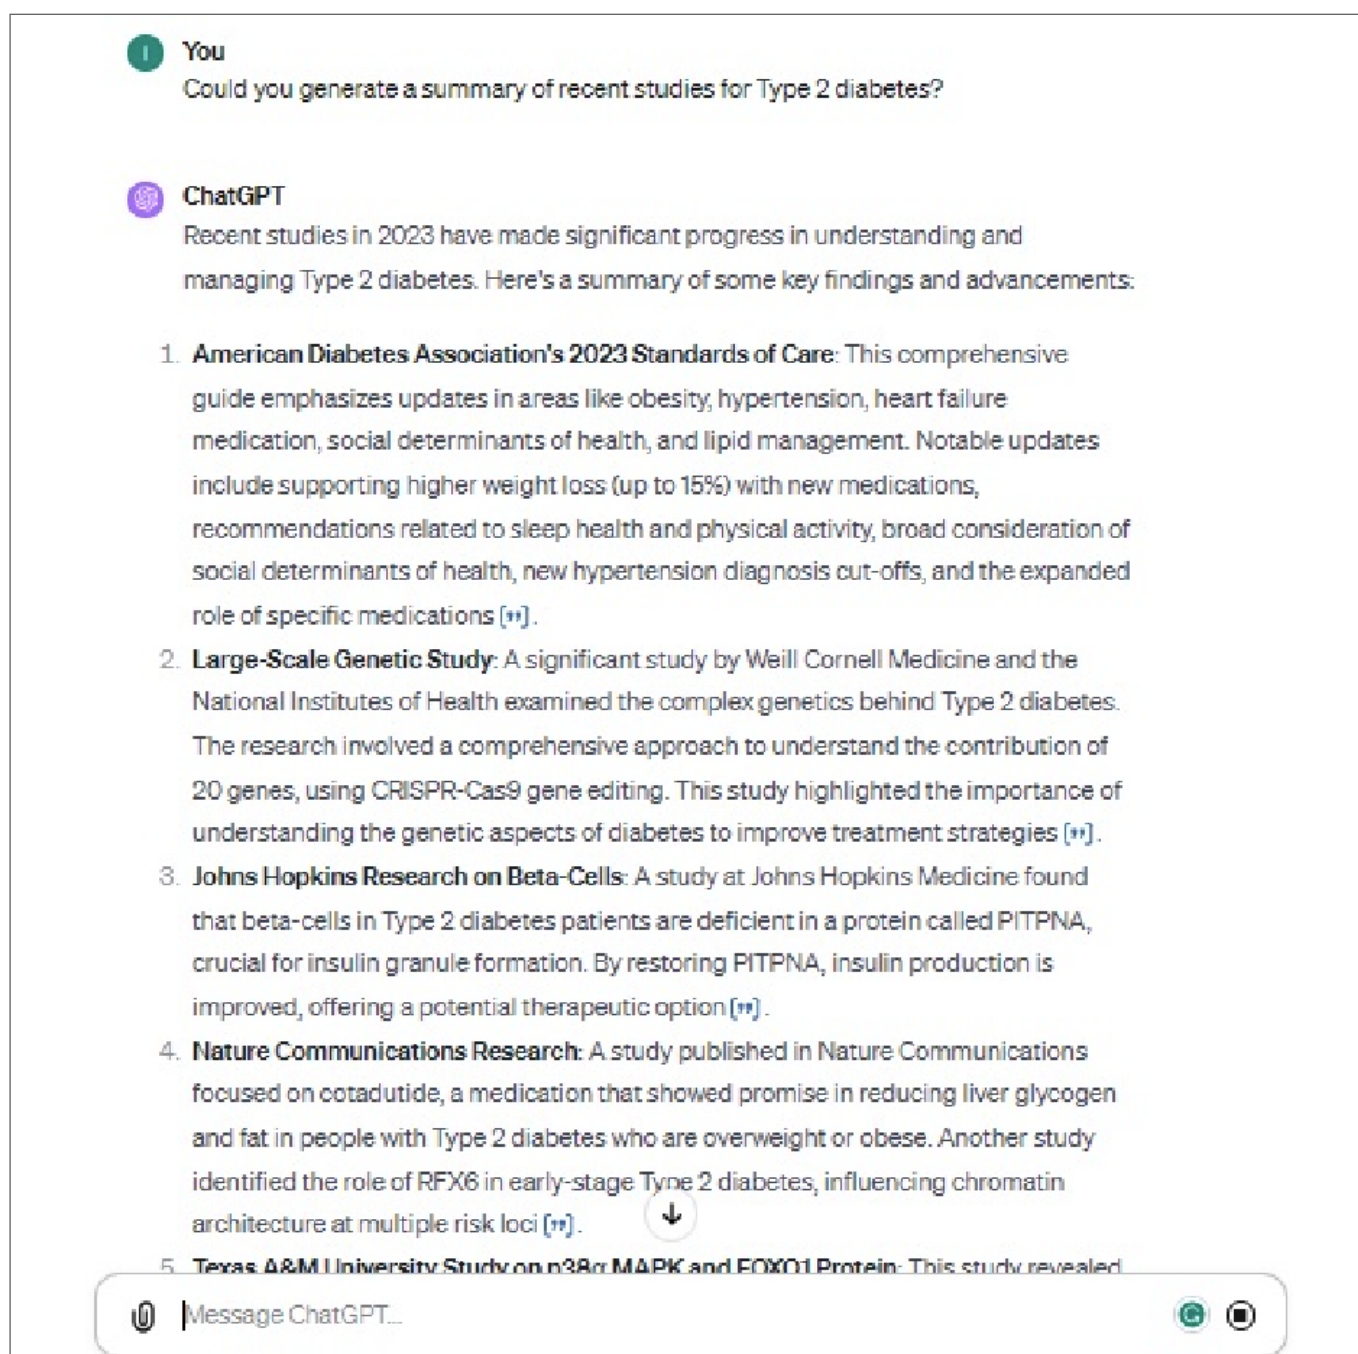 You
Could you generate a summary of recent studies for Type 2 diabetes?
ChatGPT
Recent studies in 2023 have made significant progress in understanding and
managing Type 2 diabetes. Here's a summary of some key findings and advancements:
1. American Diabetes Association's 2023 Standards of Care: This comprehensive
guide emphasizes updates in areas like obesity, hypertension, heart failure
medication, social determinants of health, and lipid management. Notable updates
include supporting higher weight loss (up to 15%) with new medications,
recommendations related to sleep health and physical activity, broad consideration of
social determinants of health, new hypertension diagnosis cut-offs, and the expanded
role of specific medications ["].
2. Large-Scale Genetic Study: A significant study by Weill Cornell Medicine and the
National Institutes of Health examined the complex genetics behind Type 2 diabetes.
The research involved a comprehensive approach to understand the contribution of
20 genes, using CRISPR-Cas9 gene editing. This study highlighted the importance of
understanding the genetic aspects of diabetes to improve treatment strategies ["].
3. Johns Hopkins Research on Beta-Cells: A study at Johns Hopkins Medicine found
that beta-cells in Type 2 diabetes patients are deficient in a protein called PITPNA,
crucial for insulin granule formation. By restoring PITPNA, insulin production is
improved, offering a potential therapeutic option ["].
4. Nature Communications Research: A study published in Nature Communications
focused on cotadutide, a medication that showed promise in reducing liver glycogen
and fat in people with Type 2 diabetes who are overweight or obese. Another study
identified the role of RFX6 in early-stage Type 2 diabetes, influencing chromatin
architecture at multiple risk loci ["].
5. Texas A&M University Study on p38α MAPK and FOXO1 Protein: This study revealed
Message ChatGPT...